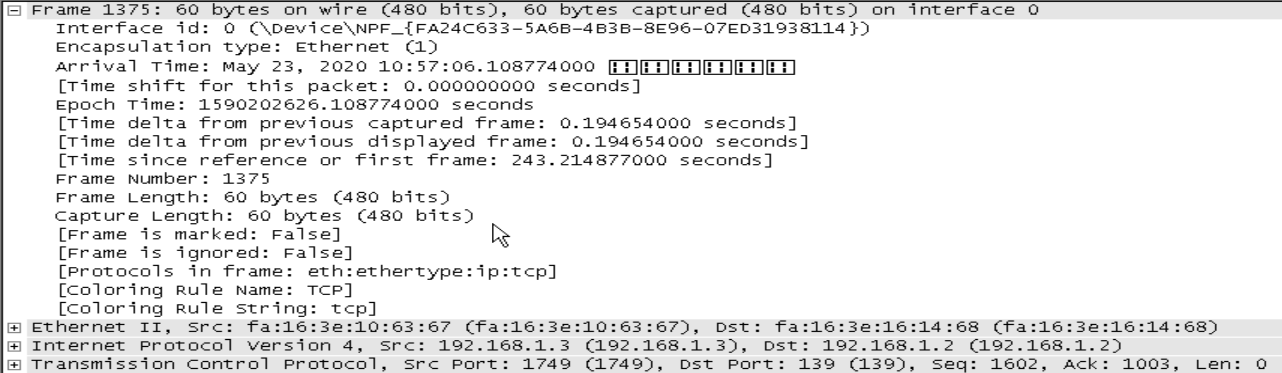 Frame 1375: 60 bytes on wire (480 bits), 60 bytes captured (480 bits) on interface 0
Interface id: 0 (\Device\NPF_{FA24C633-5A6B-4B3B-8E96-07ED31938114})
Encapsulation type: Ethernet (1)
Arrival Time: May 23, 2020 10:57:06.108774000
[Time shift for this packet: 0.000000000 seconds]
Epoch Time: 1590202626.108774000 seconds
[Time delta from previous captured frame: 0.194654000 seconds]
[Time delta from previous displayed frame: 0.194654000 seconds]
[Time since reference or first frame: 243.214877000 seconds]
Frame Number: 1375
Frame Length: 60 bytes (480 bits)
Capture Length: 60 bytes (480 bits)
[Frame is marked: False]
[Frame is ignored: False]
[Protocols in frame: eth:ethertype:ip:tcp]
[Coloring Rule Name: TCP]
[Coloring Rule String: tcp]
Ethernet II, Src: fa:16:3e:10:63:67 (fa:16:3e:10:63:67), Dst: fa:16:3e:16:14:68 (fa:16:3e:16:14:68)
Internet Protocol Version 4, Src: 192.168.1.3 (192.168.1.3), Dst: 192.168.1.2 (192.168.1.2)
Transmission Control Protocol, Src Port: 1749 (1749), Dst Port: 139 (139), Seq: 1602, Ack: 1003, Len: 0